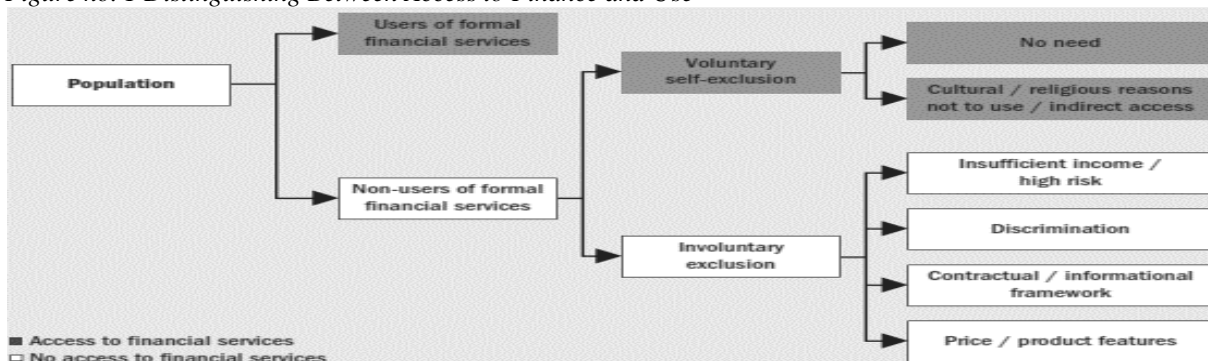 Figure no. 1 Distinguishing Between Access to Finance and Use
Users of formal
financial services
Population
Non-users of formal
financial services
Voluntary
self-exclusion
Involuntary
exclusion
No need
Cultural / religious reasons
not to use / indirect access
Insufficient income /
high risk
Discrimination
Contractual / informational
framework
Price / product features
Access to financial services
No access to financial services